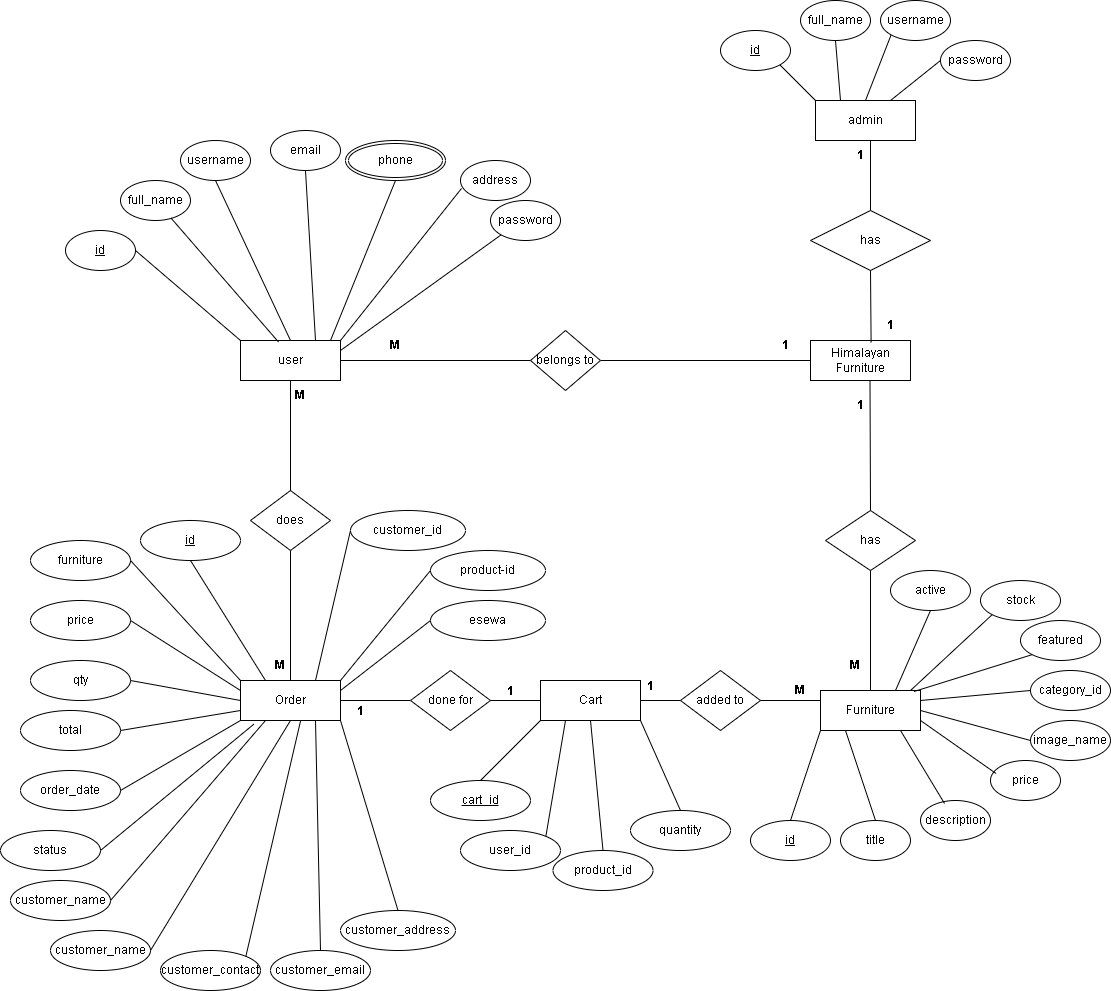 full_name
username
id
password
admin
1
email
username
phone
address
full_name
password
id
has
1
M
1
user
belongs to
Himalayan
Furniture
M
1
does
customer_id
id
has
furniture
product-id
active
stock
price
esewa
featured
M
M
qty
category_id
Order
done for
1
Cart
1
added to
M
Furniture
1
total
image_name
order_date
price
cart_id
description
quantity
id
title
status
user_id
product_id
customer_name
customer_address
customer_name
customer_contact
customer_email